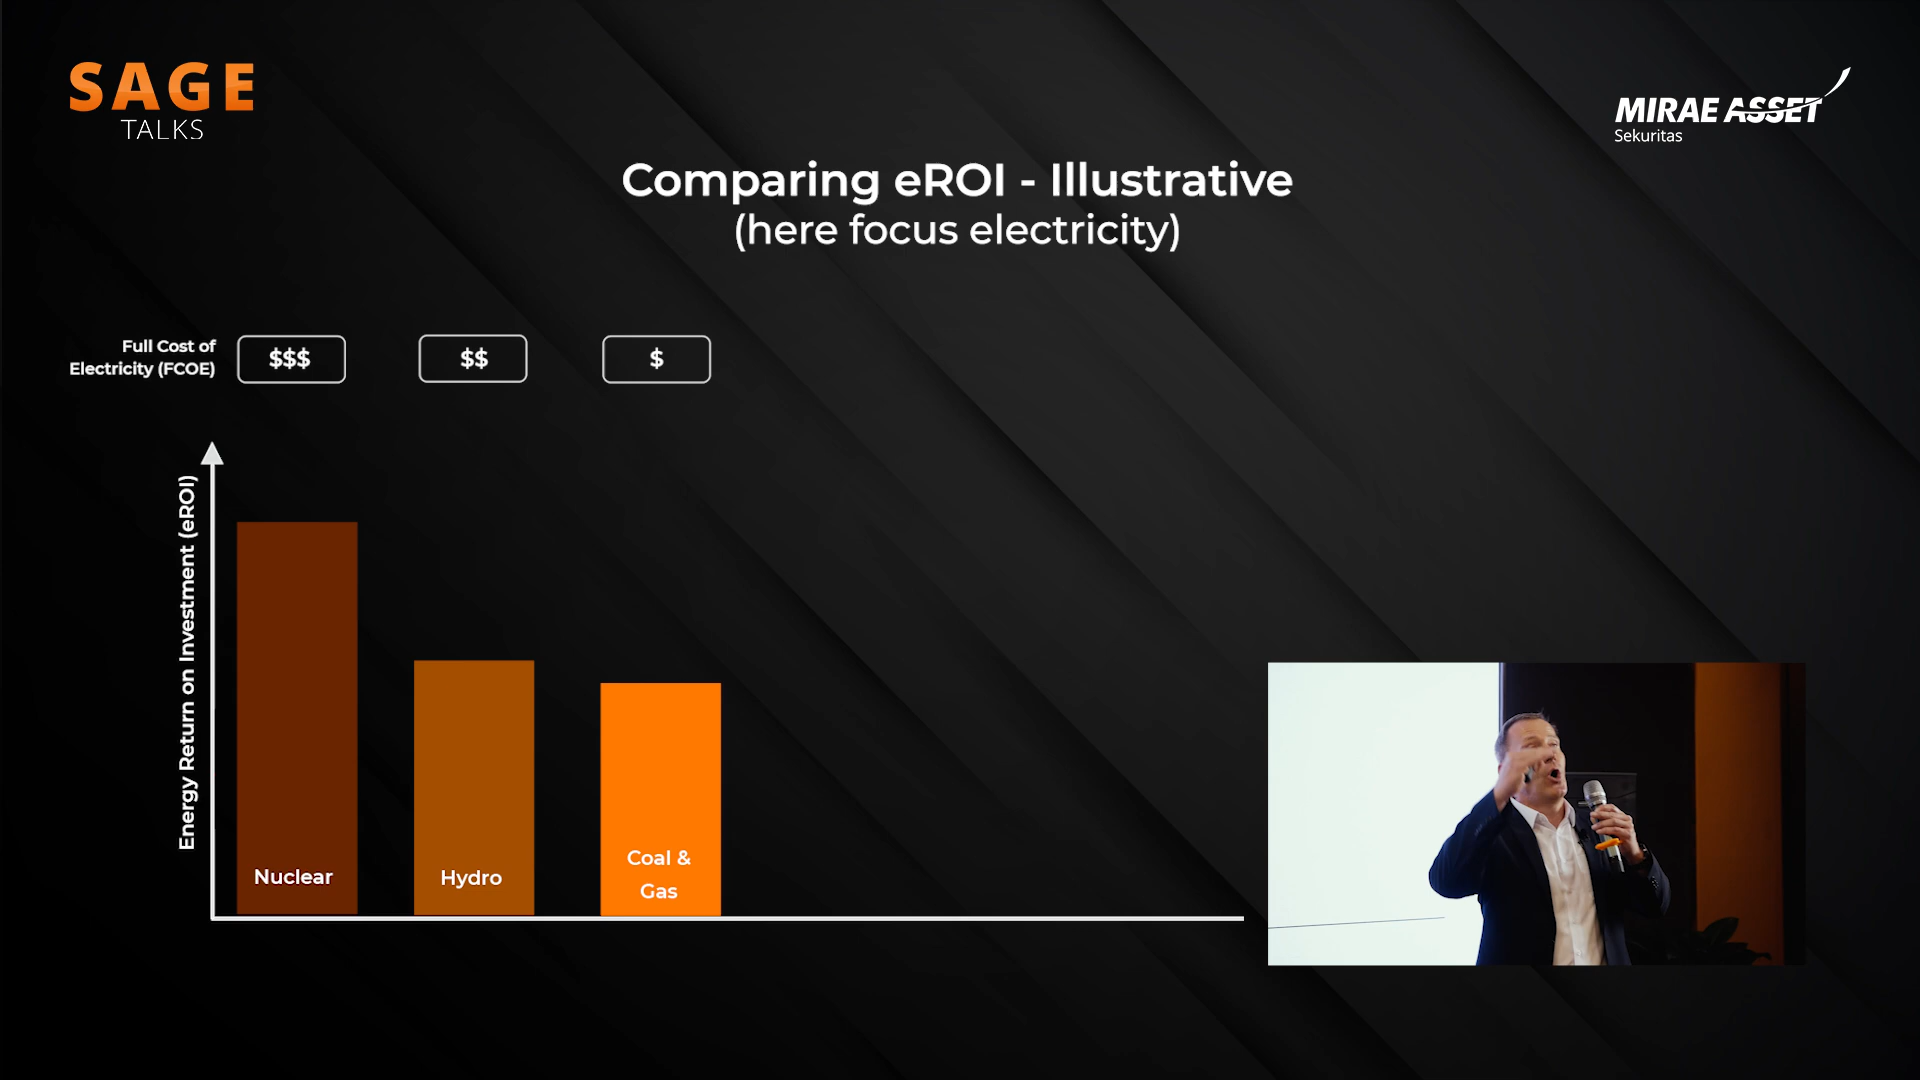 SAGE
TALKS
MIRAE ASSET
Sekuritas
Comparing eROI - Illustrative
(here focus electricity)
Full Cost of
Electricity (FCOE)
$$$
$$
$
Energy Return on Investment (eROI)
Nuclear
Hydro
Coal &
Gas